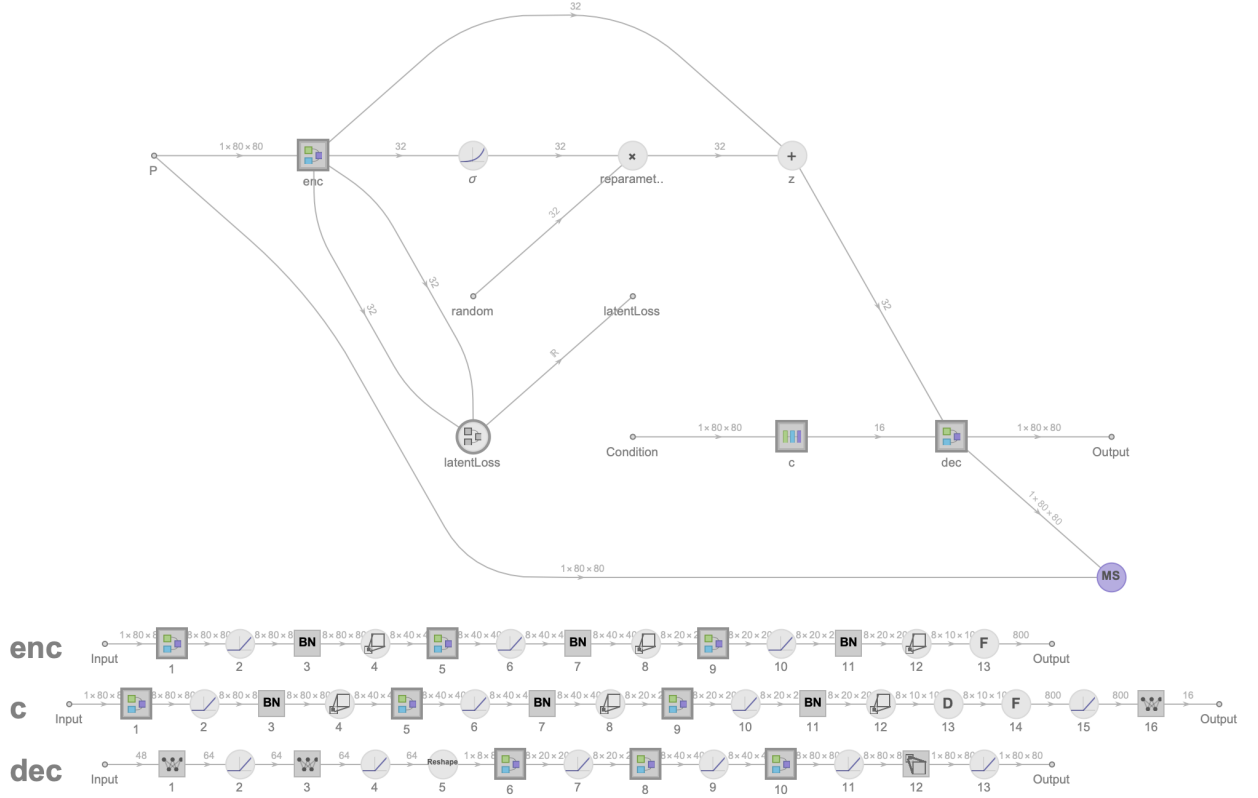 32
1×80×80
32
32
32
P
enc
σ
×
reparamet..
+
z
32
32
32
32
random
latentLoss
R
latentLoss
1×80×80
16
1×80×80
Condition
c
dec
Output
1×80×80
1×80×80
MS
enc
BN BN BN F
800
Input
1 2 3 4 5 6 7 8 9 10 11 12 13
Output
c
BN BN BN D F
8×10×10 800 800 16
Input
1 2 3 4 5 6 7 8 9 10 11 12 13 14 15 16
Output
dec
48 64 64 64 Reshape 1×80×80
Input
1 2 3 4 5 6 7 8 9 10 11 12 13
Output